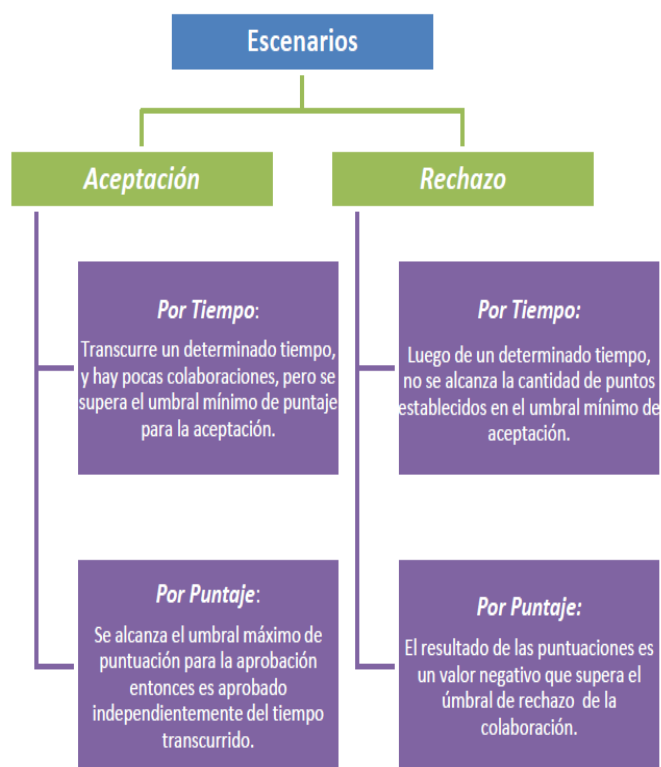 Escenarios
Aceptación
Rechazo
Por Tiempo:
Transcurre un determinado tiempo,
y hay pocas colaboraciones, pero se
supera el umbral mínimo de puntaje
para la aceptación.
Por Tiempo:
Luego de un determinado tiempo,
no se alcanza la cantidad de puntos
establecidos en el umbral mínimo de
aceptación.
Por Puntaje:
Se alcanza el umbral máximo de
puntuación para la aprobación
entonces es aprobado
independientemente del tiempo
transcurrido.
Por Puntaje:
El resultado de las puntuaciones es
un valor negativo que supera el
úmbral de rechazo de la
colaboración.